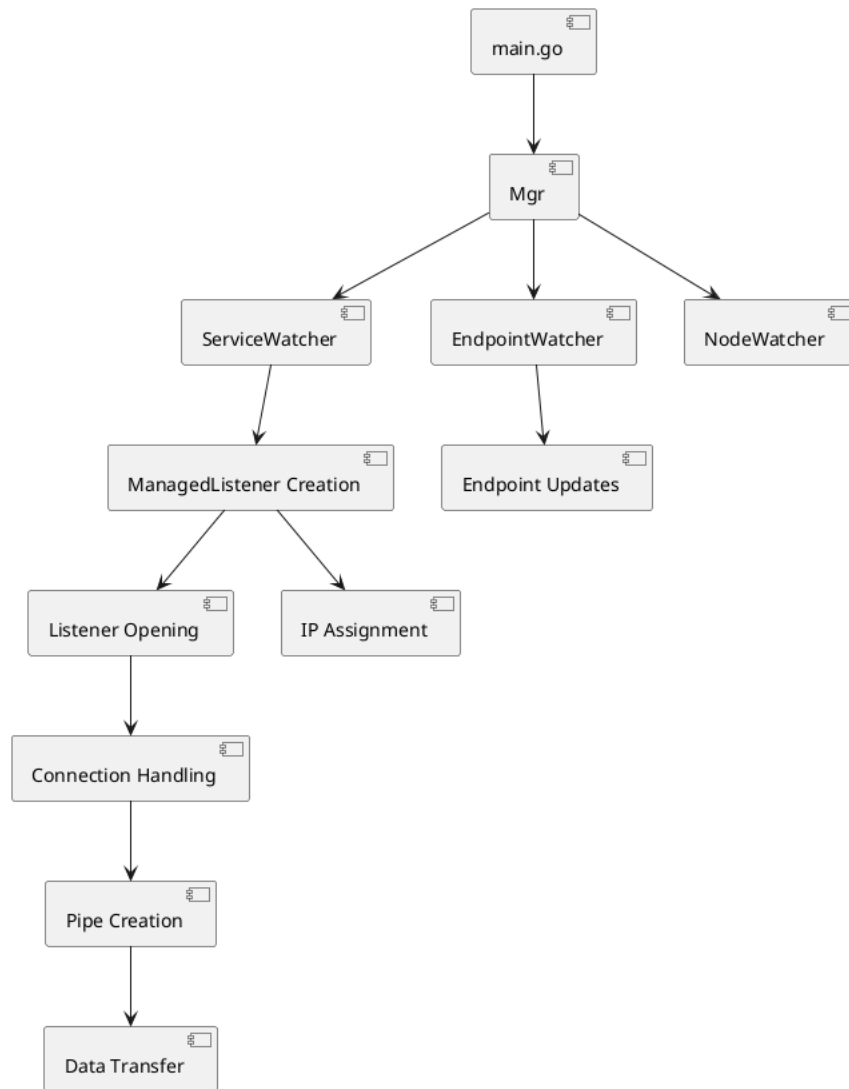 main.go
Mgr
ServiceWatcher
EndpointWatcher
NodeWatcher
ManagedListener Creation
Endpoint Updates
Listener Opening
IP Assignment
Connection Handling
Pipe Creation
Data Transfer